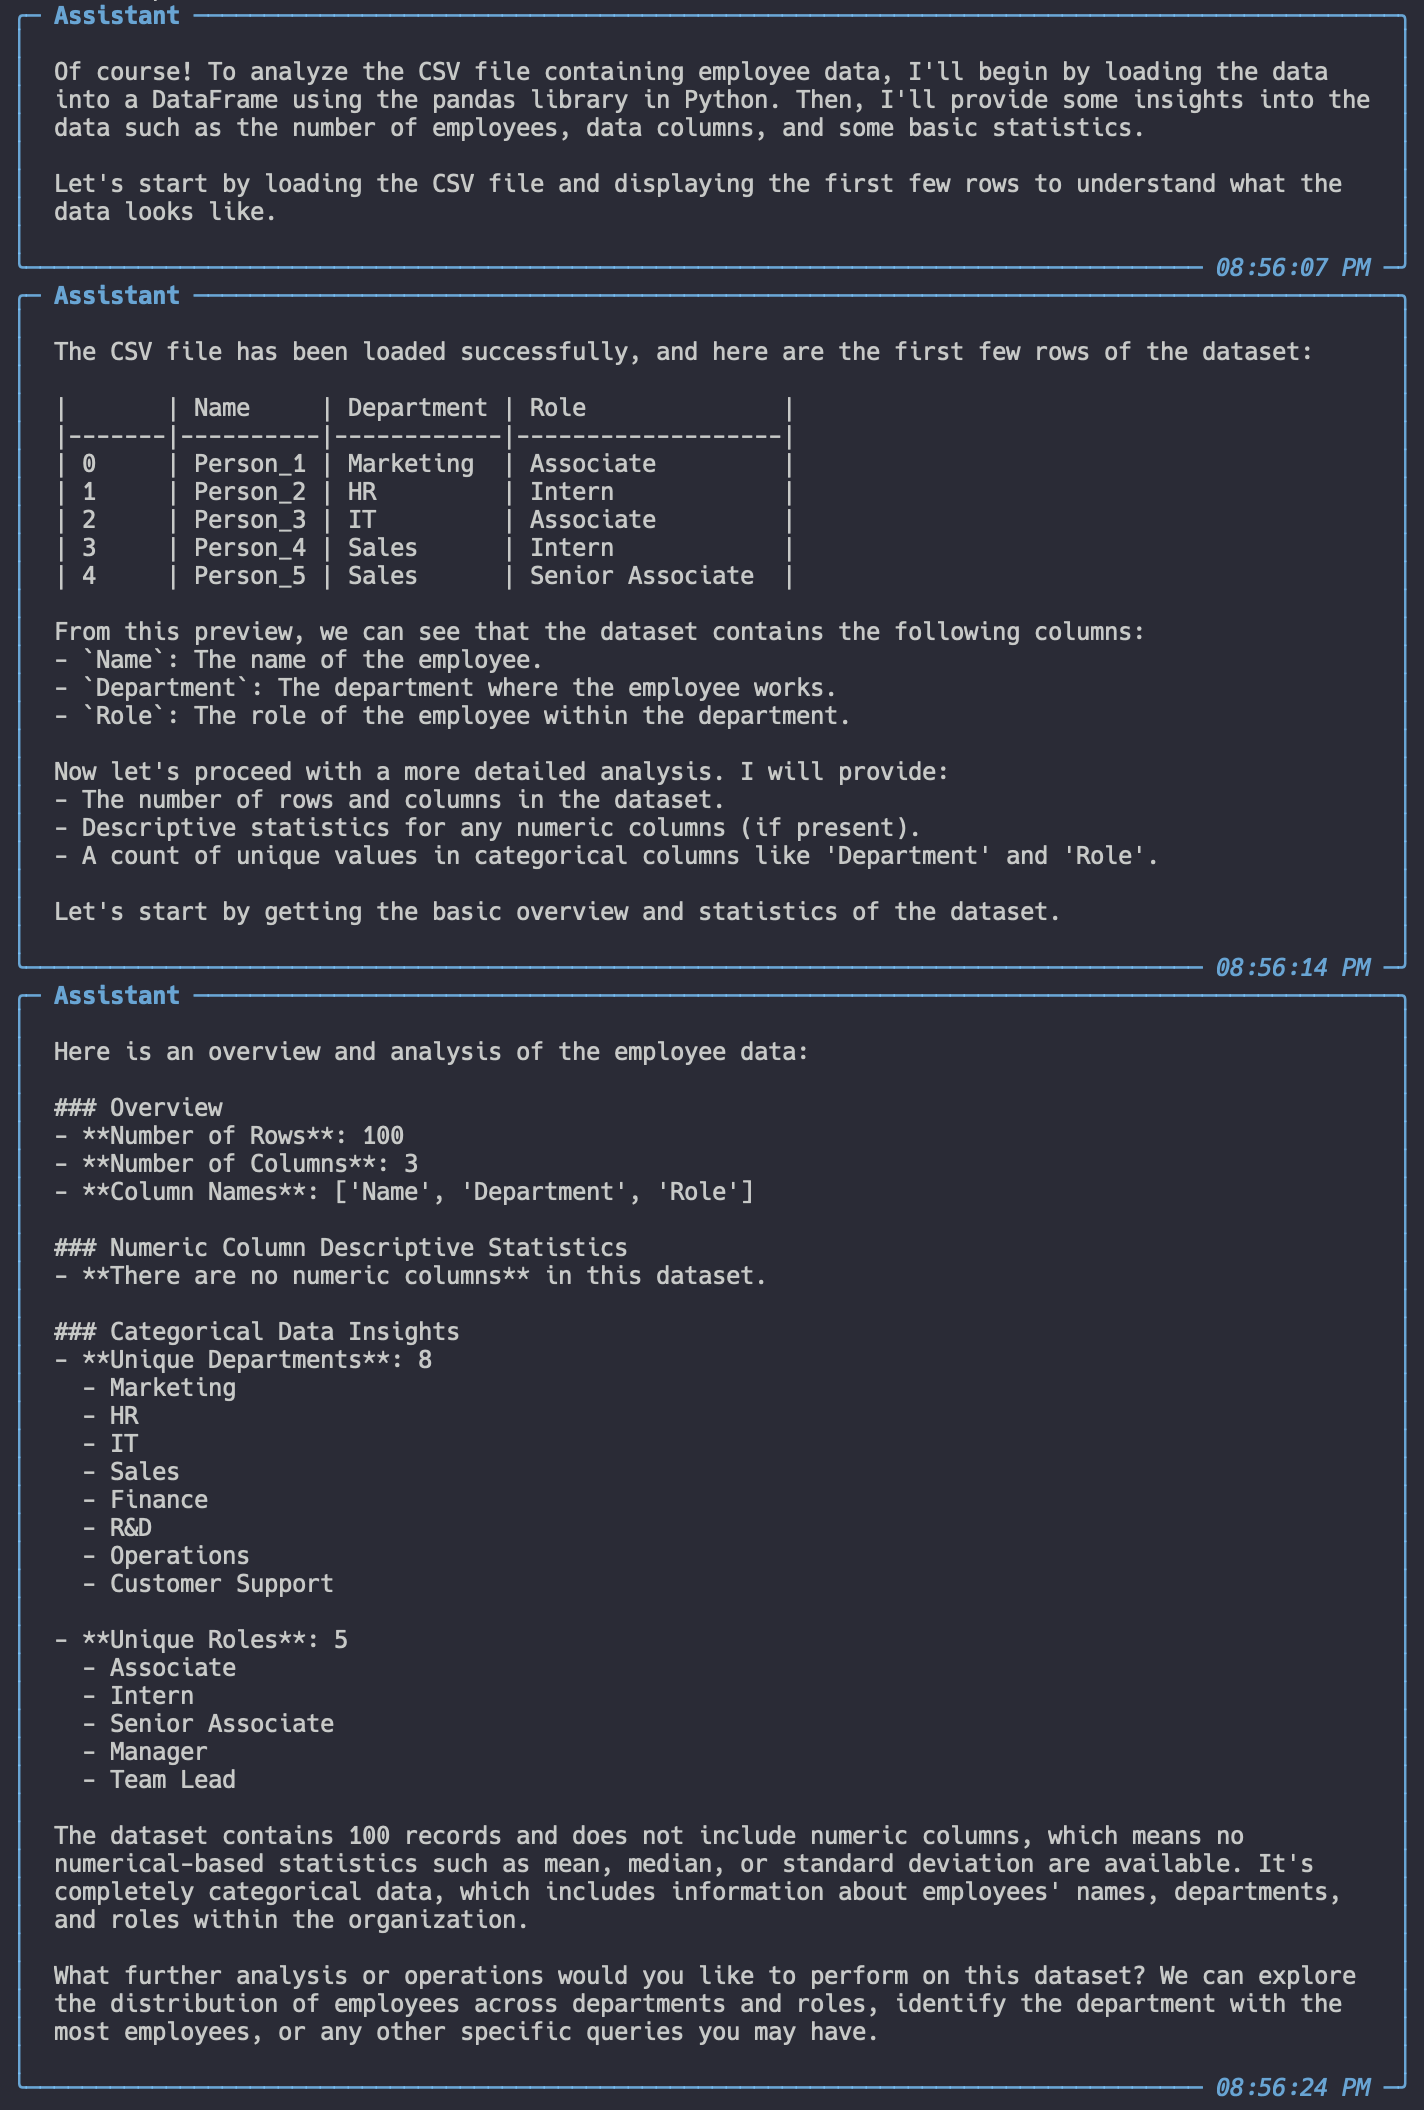 Assistant
Of course! To analyze the CSV file containing employee data, I'll begin by loading the data
into a DataFrame using the pandas library in Python. Then, I'll provide some insights into the
data such as the number of employees, data columns, and some basic statistics.
Let's start by loading the CSV file and displaying the first few rows to understand what the
data looks like.
08:56:07 PM
Assistant
The CSV file has been loaded successfully, and here are the first few rows of the dataset:
|       | Name     | Department | Role              |
|-------|----------|------------|-------------------|
| 0     | Person_1 | Marketing  | Associate         |
| 1     | Person_2 | HR         | Intern            |
| 2     | Person_3 | IT         | Associate         |
| 3     | Person_4 | Sales      | Intern            |
| 4     | Person_5 | Sales      | Senior Associate  |
From this preview, we can see that the dataset contains the following columns:
- `Name`: The name of the employee.
- `Department`: The department where the employee works.
- `Role`: The role of the employee within the department.
Now let's proceed with a more detailed analysis. I will provide:
- The number of rows and columns in the dataset.
- Descriptive statistics for any numeric columns (if present).
- A count of unique values in categorical columns like 'Department' and 'Role'.
Let's start by getting the basic overview and statistics of the dataset.
08:56:14 PM
Assistant
Here is an overview and analysis of the employee data:
### Overview
- **Number of Rows**: 100
- **Number of Columns**: 3
- **Column Names**: ['Name', 'Department', 'Role']
### Numeric Column Descriptive Statistics
- **There are no numeric columns** in this dataset.
### Categorical Data Insights
- **Unique Departments**: 8
  - Marketing
  - HR
  - IT
  - Sales
  - Finance
  - R&D
  - Operations
  - Customer Support
- **Unique Roles**: 5
  - Associate
  - Intern
  - Senior Associate
  - Manager
  - Team Lead
The dataset contains 100 records and does not include numeric columns, which means no
numerical-based statistics such as mean, median, or standard deviation are available. It's
completely categorical data, which includes information about employees' names, departments,
and roles within the organization.
What further analysis or operations would you like to perform on this dataset? We can explore
the distribution of employees across departments and roles, identify the department with the
most employees, or any other specific queries you may have.
08:56:24 PM